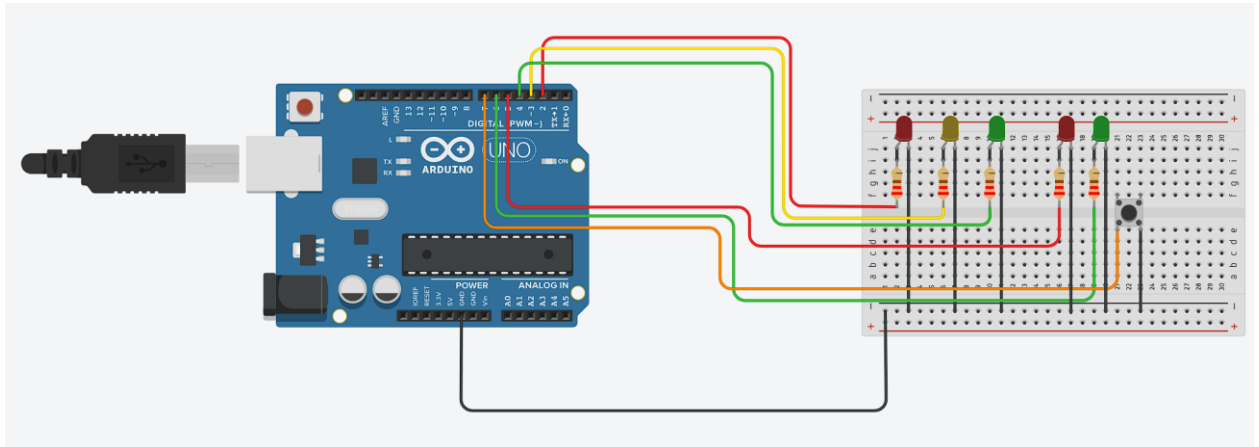 AREF
GND
13
12
~11
~10
~9
8
7
4
~3
2
TX→1
RX←0
DIGITAL (PWM~)
L
TX
RX
ARDUINO
UNO
ON
IOREF
RESET
3.3V
5V
GND
GND
Vin
POWER
ANALOG IN
A0
A1
A2
A3
A4
A5
j
i
h
g
f
e
d
c
b
a